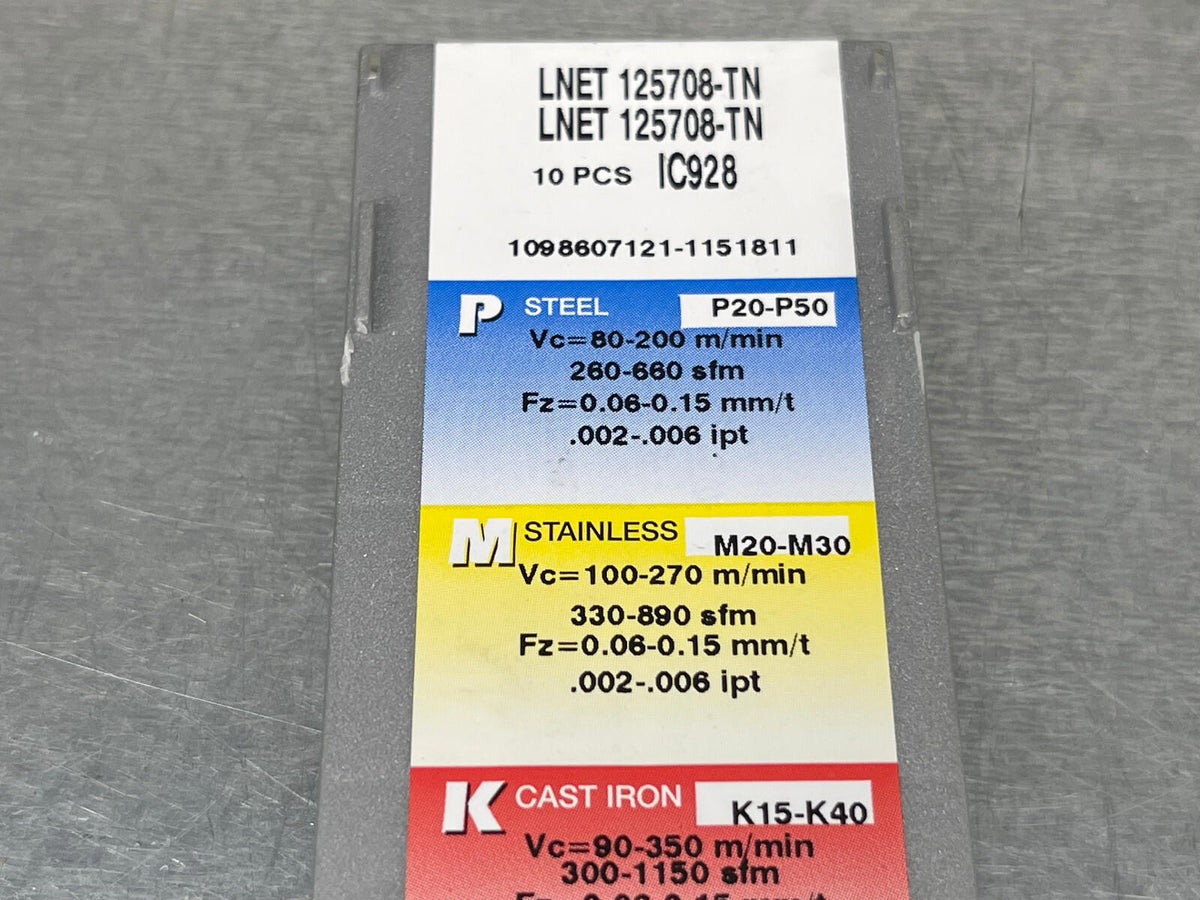 LNET 125708-TN
LNET 125708-TN
10 PCS IC928
1098607121-1151811
P STEEL P20-P50
Vc=80-200 m/min
260-660 sfm
Fz=0.06-0.15 mm/t
.002-.006 ipt
M STAINLESS M20-M30
Vc=100-270 m/min
330-890 sfm
Fz=0.06-0.15 mm/t
.002-.006 ipt
K CAST IRON K15-K40
Vc=90-350 m/min
300-1150 sfm